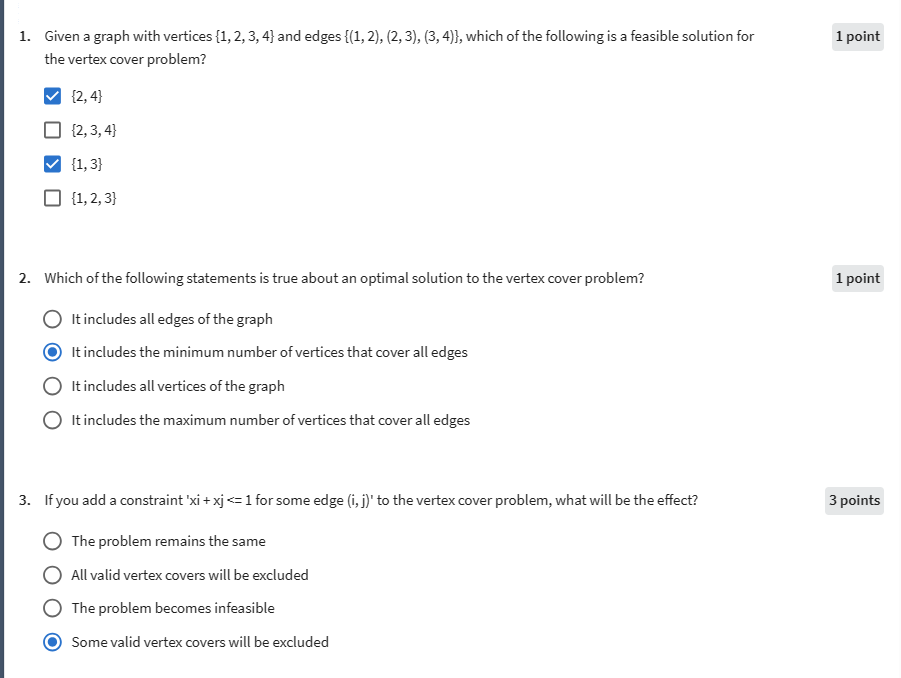 1. Given a graph with vertices {1, 2, 3, 4} and edges {(1, 2), (2, 3), (3, 4)}, which of the following is a feasible solution for 1 point
the vertex cover problem?
{2, 4}
{2, 3, 4}
{1, 3}
{1, 2, 3}
2. Which of the following statements is true about an optimal solution to the vertex cover problem? 1 point
It includes all edges of the graph
It includes the minimum number of vertices that cover all edges
It includes all vertices of the graph
It includes the maximum number of vertices that cover all edges
3. If you add a constraint 'xi + xj <= 1 for some edge (i, j)' to the vertex cover problem, what will be the effect? 3 points
The problem remains the same
All valid vertex covers will be excluded
The problem becomes infeasible
Some valid vertex covers will be excluded